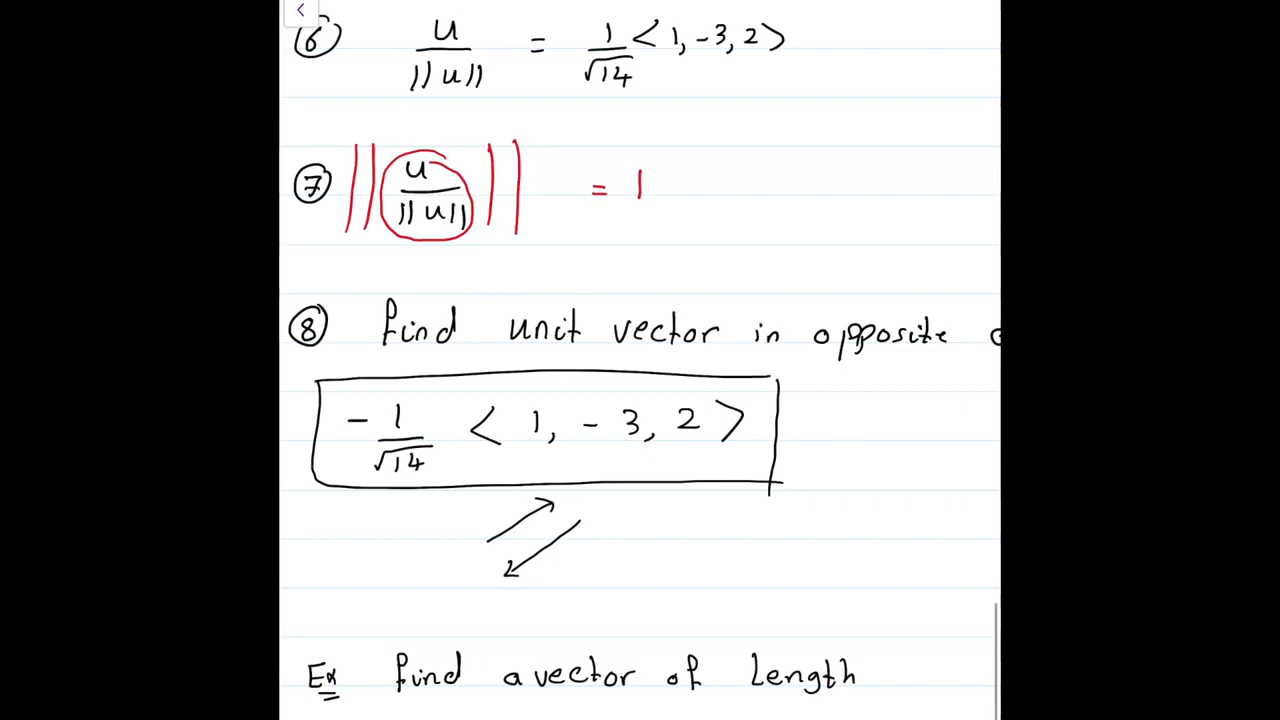 ⑥ u / ||u|| = 1/√14 < 1, -3, 2 >
⑦ || u / ||u|| || = 1
⑧ find unit vector in opposite
- 1/√14 < 1, - 3, 2 >
Ex find a vector of length